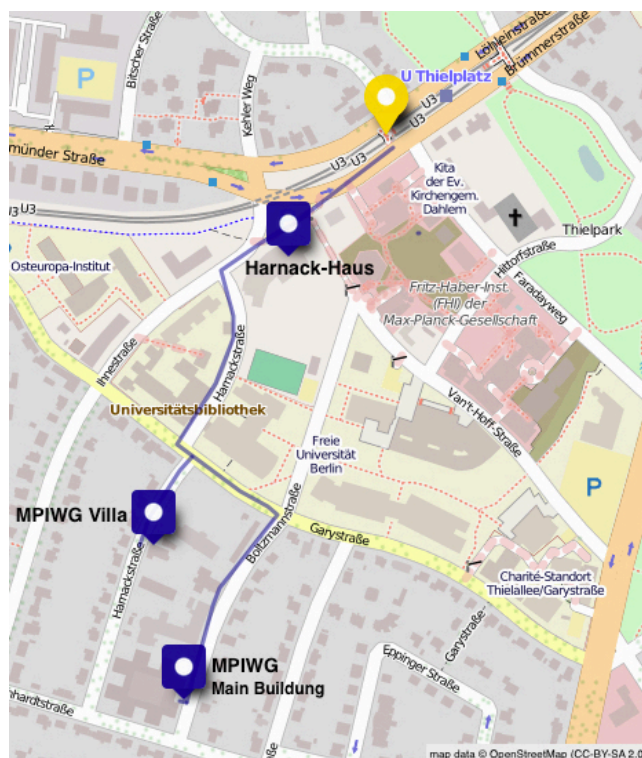 Bitscher Straße
Löhleinstraße
Brümmerstraße
P
U Thielplatz
Kehler Weg
U3
U3
U3
U3
münder Straße
U3
U3
Kita
der Ev.
Kirchengem.
Dahlem
Thielpark
Hittorfstraße
Faradayweg
Osteuropa-Institut
Harnack-Haus
Fritz-Haber-Inst.
(FHI) der
Max-Planck-Gesellschaft
Ihnestraße
Harnackstraße
Van't-Hoff-Straße
Universitätsbibliothek
Freie
Universität
Berlin
P
MPIWG Villa
Boltzmannstraße
Garystraße
Harnackstraße
Charité-Standort
Thielallee/Garystraße
Garystraße
MPIWG
Main Buildung
Eppinger Straße
nhardtstraße
map data © OpenStreetMap (CC-BY-SA 2.0